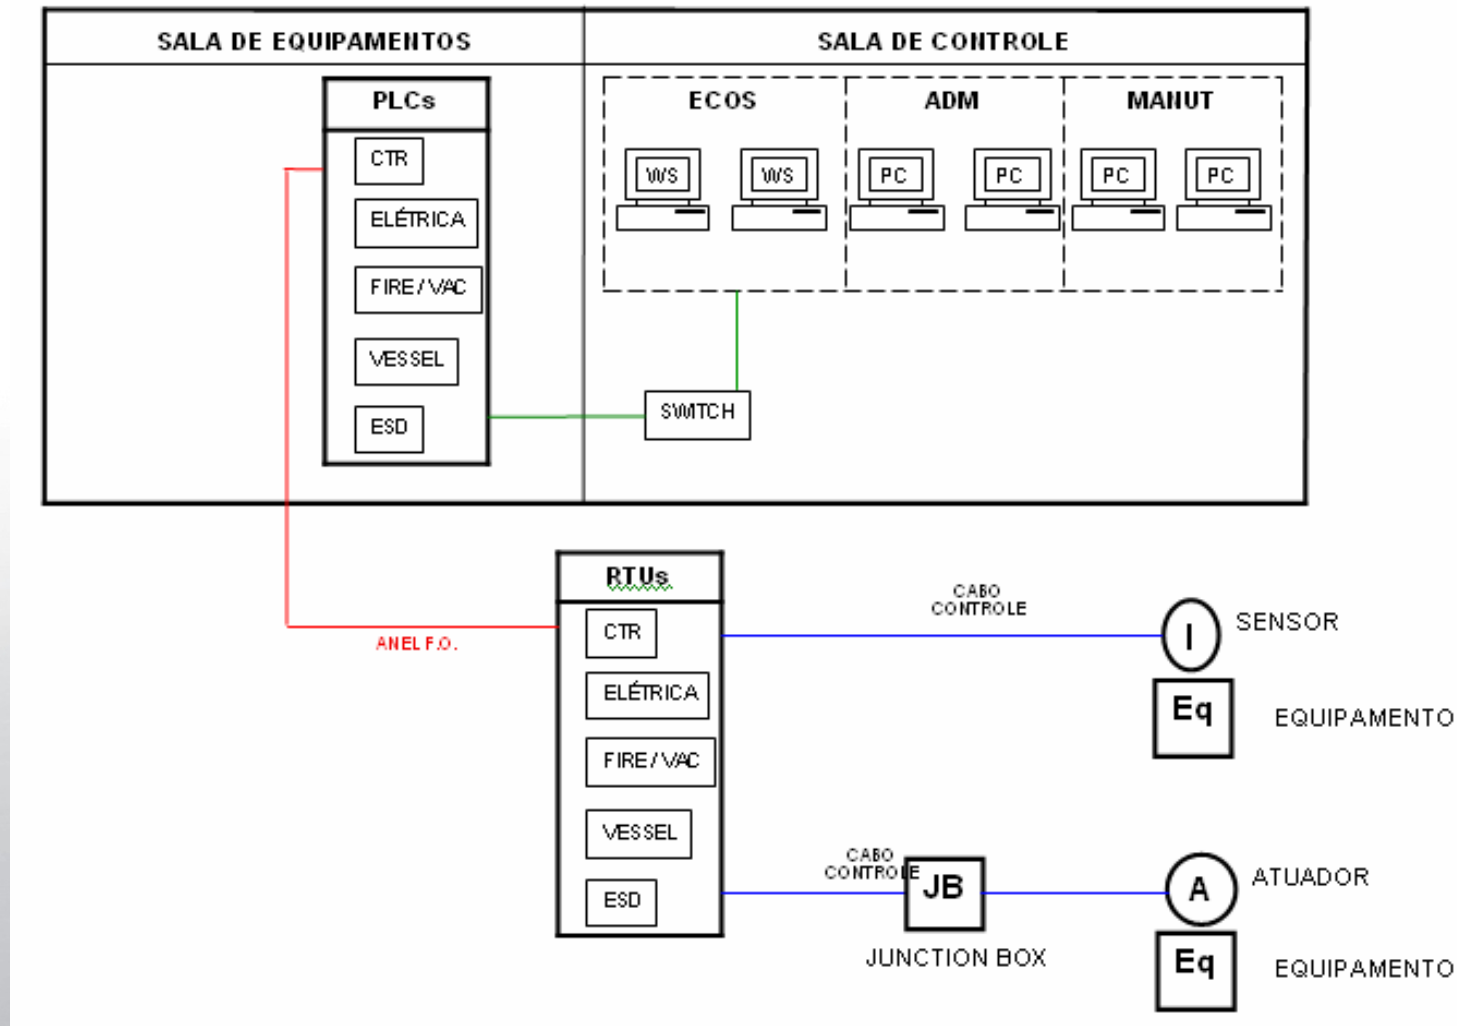 SALA DE EQUIPAMENTOS
SALA DE CONTROLE
PLCs
CTR
ELÉTRICA
FIRE / VAC
VESSEL
ESD
ECOS
ADM
MANUT
WS
WS
PC
PC
PC
PC
SWITCH
ANEL F.O.
RTUs
CTR
ELÉTRICA
FIRE / VAC
VESSEL
ESD
CABO
CONTROLE
I
SENSOR
Eq
EQUIPAMENTO
CABO
CONTROLE
JB
JUNCTION BOX
A
ATUADOR
Eq
EQUIPAMENTO